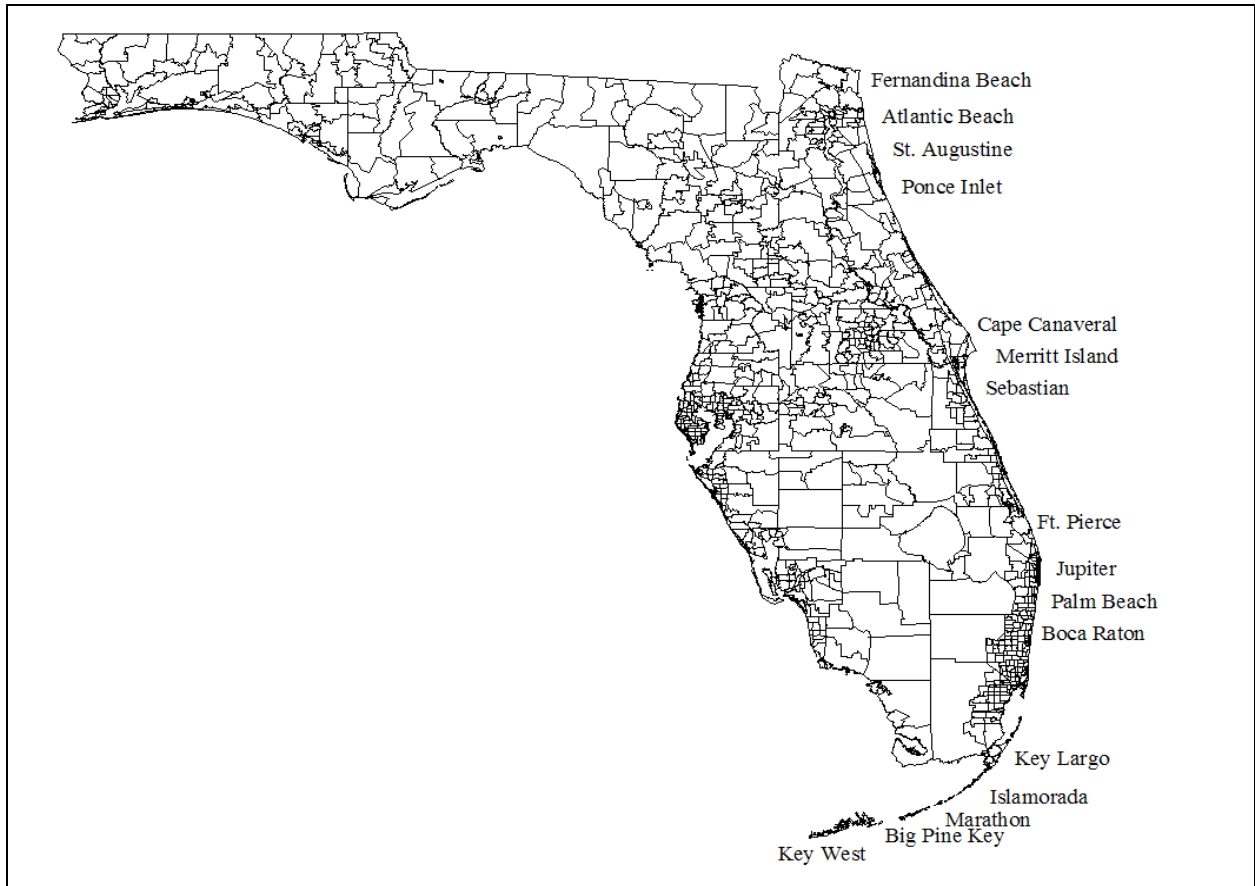 Fernandina Beach
Atlantic Beach
St. Augustine
Ponce Inlet
Cape Canaveral
Merritt Island
Sebastian
Ft. Pierce
Jupiter
Palm Beach
Boca Raton
Key Largo
Islamorada
Marathon
Big Pine Key
Key West